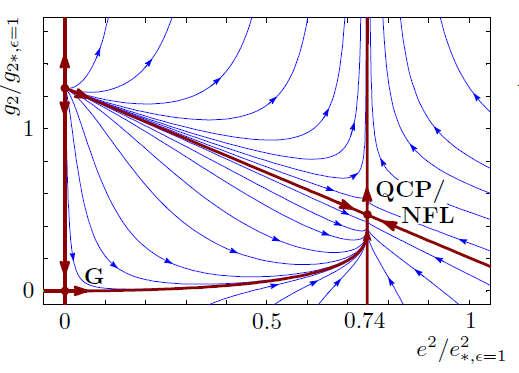 g₂/g₂*,ϵ=1
1
QCP/
NFL
G
0
0 0.5 0.74 1
e²/e²*,ϵ=1